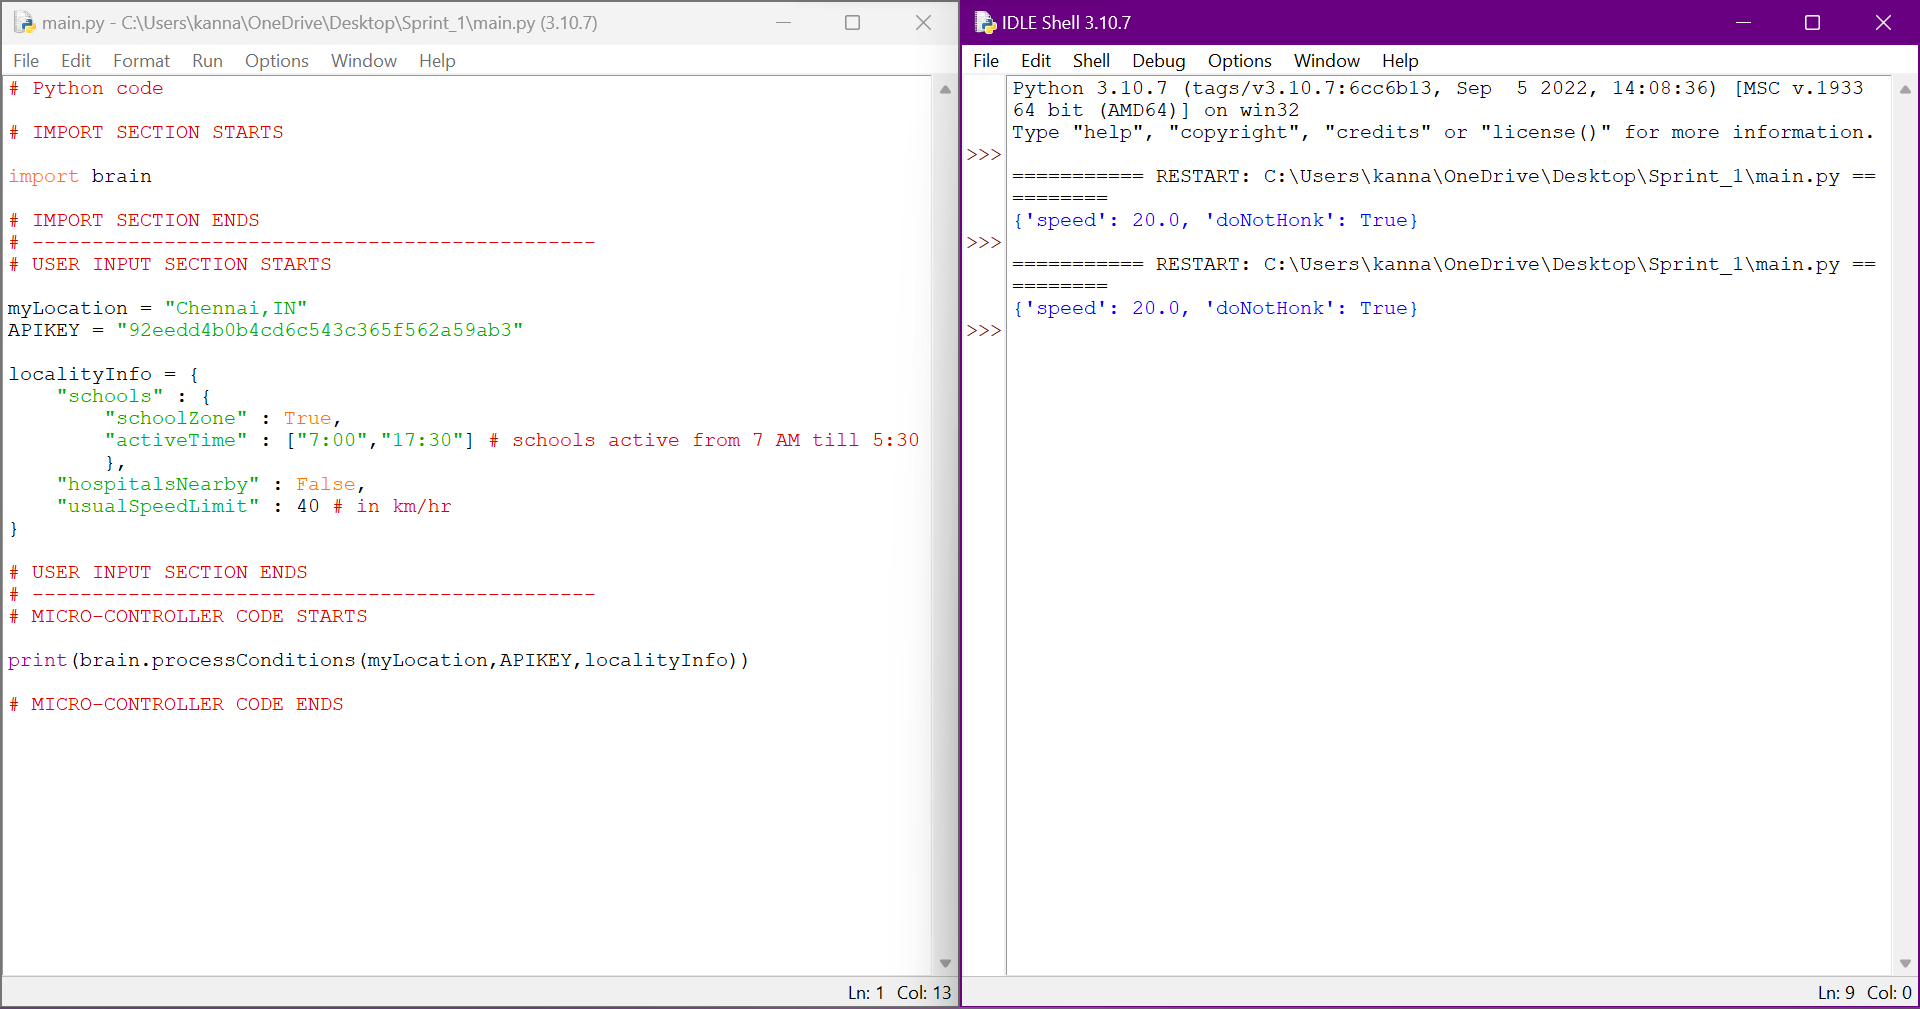 main.py - C:\Users\kanna\OneDrive\Desktop\Sprint_1\main.py (3.10.7)
File Edit Format Run Options Window Help
# Python code
# IMPORT SECTION STARTS
import brain
# IMPORT SECTION ENDS
# -----------------------------------------------
# USER INPUT SECTION STARTS
myLocation = "Chennai,IN"
APIKEY = "92eedd4b0b4cd6c543c365f562a59ab3"
localityInfo = {
    "schools" : {
        "schoolZone" : True,
        "activeTime" : ["7:00","17:30"] # schools active from 7 AM till 5:30
        },
    "hospitalsNearby" : False,
    "usualSpeedLimit" : 40 # in km/hr
}
# USER INPUT SECTION ENDS
# -----------------------------------------------
# MICRO-CONTROLLER CODE STARTS
print(brain.processConditions(myLocation,APIKEY,localityInfo))
# MICRO-CONTROLLER CODE ENDS
Ln: 1 Col: 13
IDLE Shell 3.10.7
File Edit Shell Debug Options Window Help
Python 3.10.7 (tags/v3.10.7:6cc6b13, Sep  5 2022, 14:08:36) [MSC v.1933
64 bit (AMD64)] on win32
Type "help", "copyright", "credits" or "license()" for more information.
>>>
=========== RESTART: C:\Users\kanna\OneDrive\Desktop\Sprint_1\main.py ==
========
{'speed': 20.0, 'doNotHonk': True}
>>>
=========== RESTART: C:\Users\kanna\OneDrive\Desktop\Sprint_1\main.py ==
========
{'speed': 20.0, 'doNotHonk': True}
>>>
Ln: 9 Col: 0